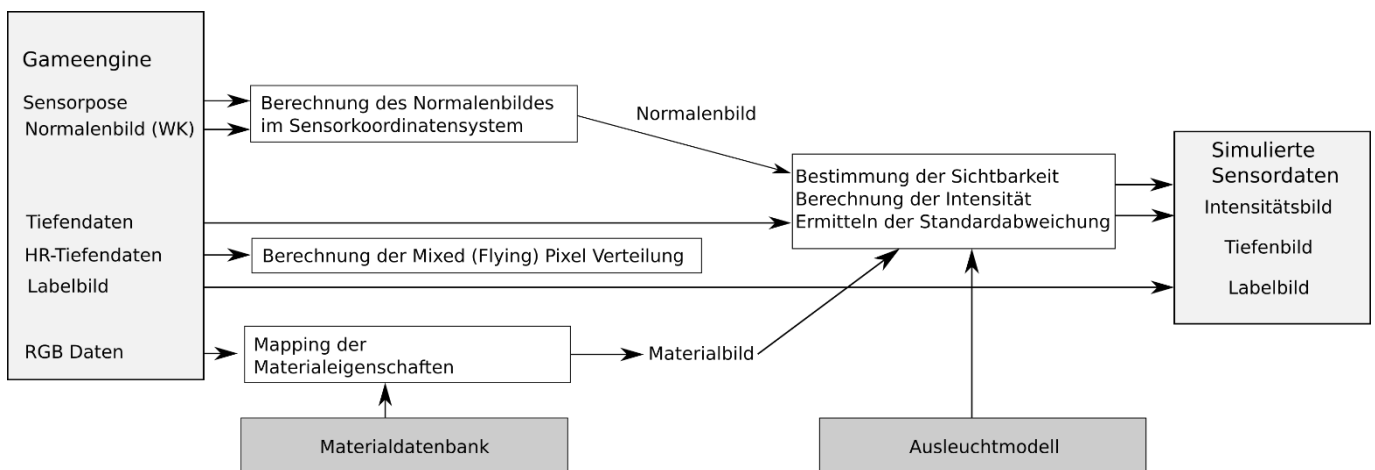 Gameengine
Sensorpose
Normalenbild (WK)
Tiefendaten
HR-Tiefendaten
Labelbild
RGB Daten
Berechnung des Normalenbildes
im Sensorkoordinatensystem
Normalenbild
Berechnung der Mixed (Flying) Pixel Verteilung
Mapping der
Materialeigenschaften
Materialbild
Materialdatenbank
Bestimmung der Sichtbarkeit
Berechnung der Intensität
Ermitteln der Standardabweichung
Ausleuchtmodell
Simulierte
Sensordaten
Intensitätsbild
Tiefenbild
Labelbild